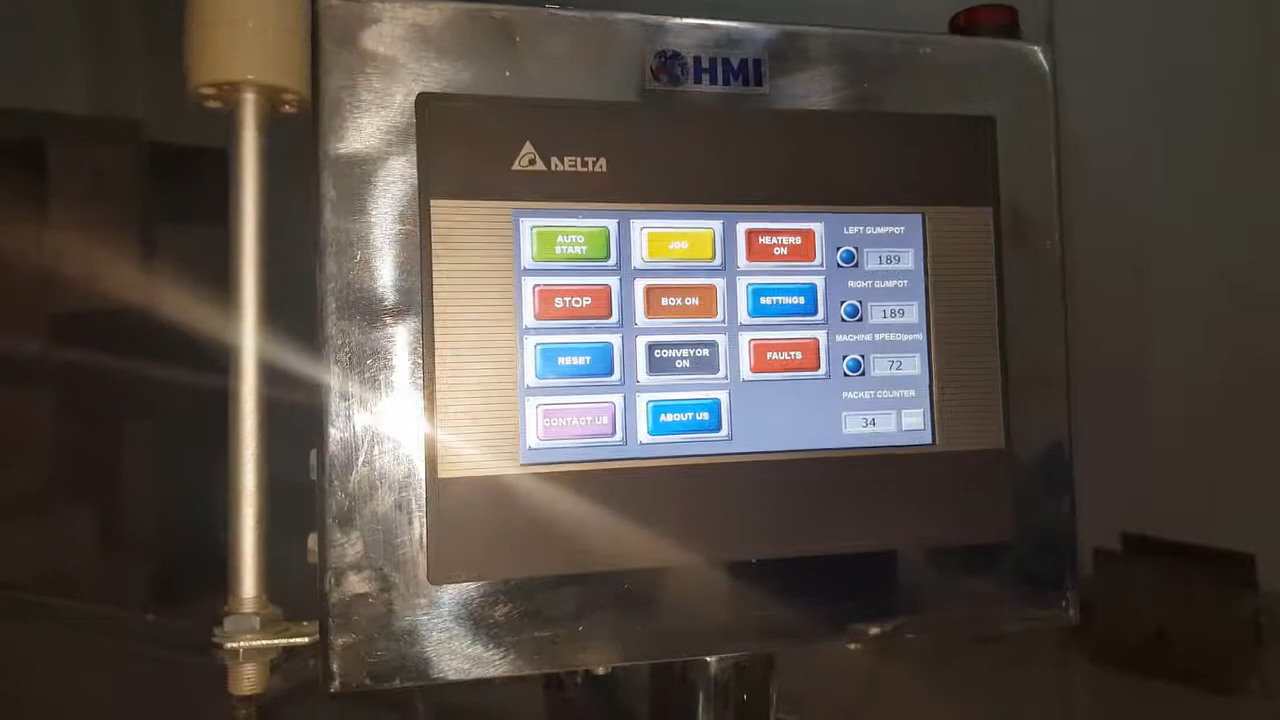 HMI
DELTA
AUTO
START
JOG
HEATERS
ON
STOP
BOX ON
SETTINGS
RESET
CONVEYOR
ON
FAULTS
CONTACT US
ABOUT US
LEFT GUMPPOT
189
RIGHT GUMPOT
189
MACHINE SPEED(ppm)
72
PACKET COUNTER
34